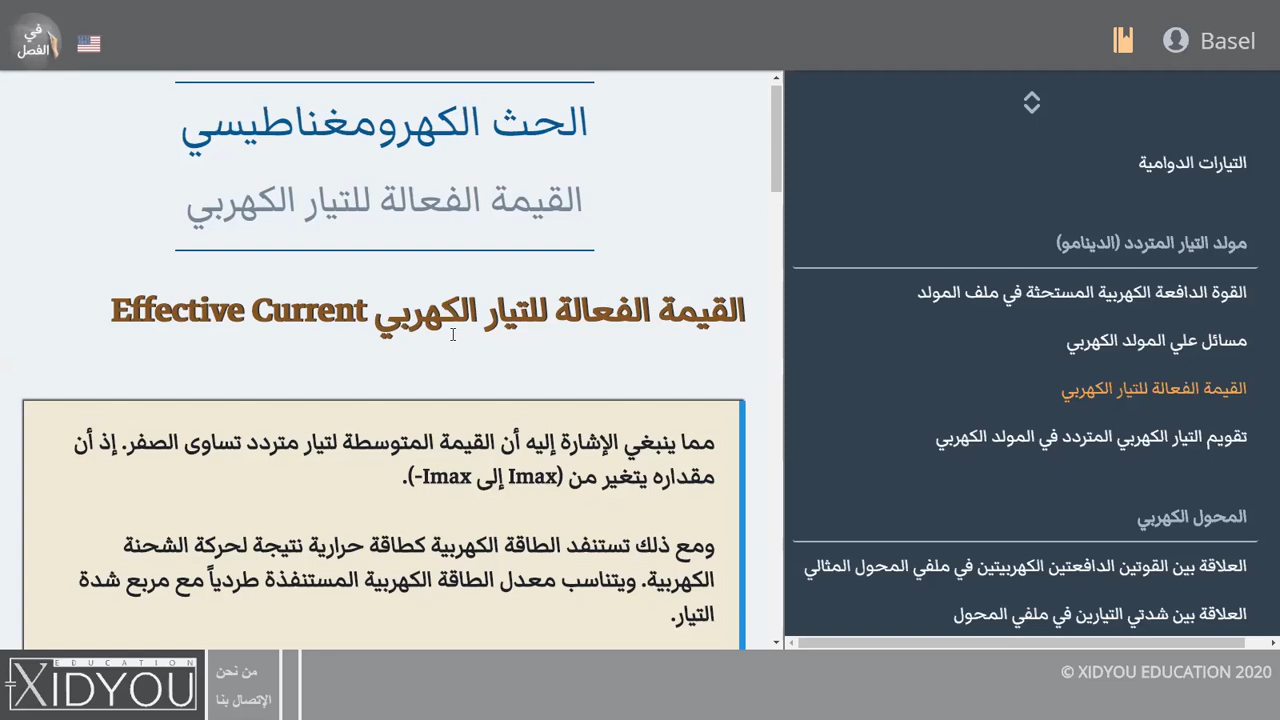 في
الفصل
Basel
الحث الكهرومغناطيسي
القيمة الفعالة للتيار الكهربي
القيمة الفعالة للتيار الكهربي Effective Current
مما ينبغي الإشارة إليه أن القيمة المتوسطة لتيار متردد تساوى الصفر. إذ أن
مقداره يتغير من (Imax إلى Imax-).
ومع ذلك تستنفد الطاقة الكهربية كطاقة حرارية نتيجة لحركة الشحنة
الكهربية. ويتناسب معدل الطاقة الكهربية المستنفذة طردياً مع مربع شدة
التيار.
التيارات الدوامية
مولد التيار المتردد (الدينامو)
القوة الدافعة الكهربية المستحثة في ملف المولد
مسائل علي المولد الكهربي
القيمة الفعالة للتيار الكهربي
تقويم التيار الكهربي المتردد في المولد الكهربي
المحول الكهربي
العلاقة بين القوتين الدافعتين الكهربيتين في ملفي المحول المثالي
العلاقة بين شدتي التيارين في ملفي المحول
EDUCATION
XIDYOU
من نحن
الإتصال بنا
© XIDYOU EDUCATION 2020